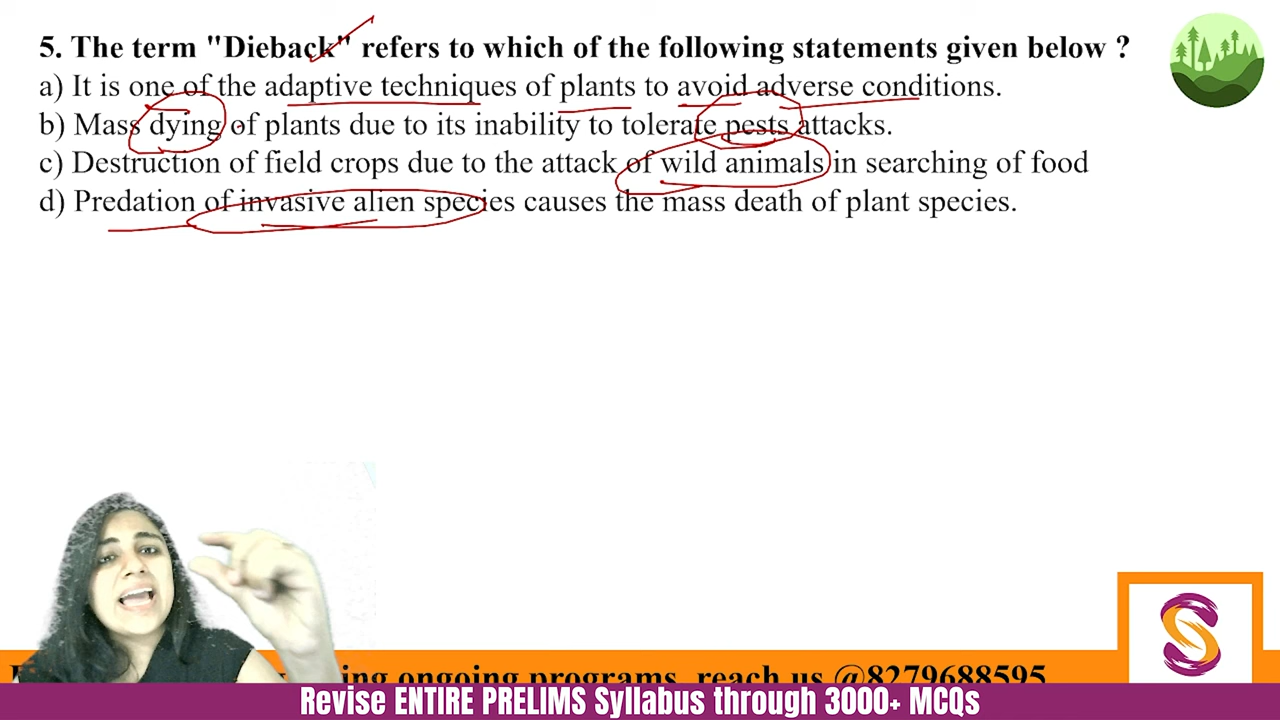 5. The term "Dieback" refers to which of the following statements given below ?
a) It is one of the adaptive techniques of plants to avoid adverse conditions.
b) Mass dying of plants due to its inability to tolerate pests attacks.
c) Destruction of field crops due to the attack of wild animals in searching of food
d) Predation of invasive alien species causes the mass death of plant species.
ongoing programs, reach us @8279688595
Revise ENTIRE PRELIMS Syllabus through 3000+ MCQs